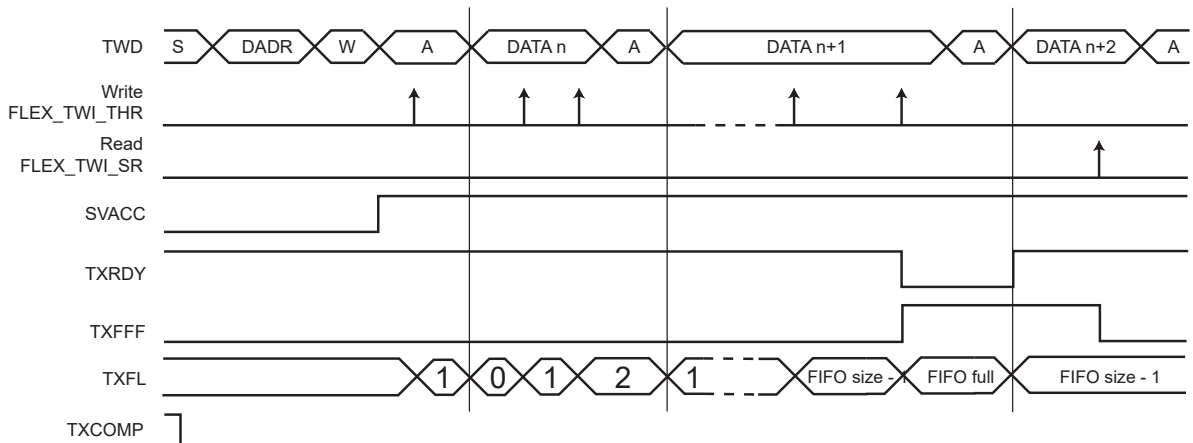 TWD S DADR W A DATA n A DATA n+1 A DATA n+2 A
Write
FLEX_TWI_THR
Read
FLEX_TWI_SR
SVACC
TXRDY
TXFFF
TXFL 1 0 1 2 1 FIFO size - 1 FIFO full FIFO size - 1
TXCOMP